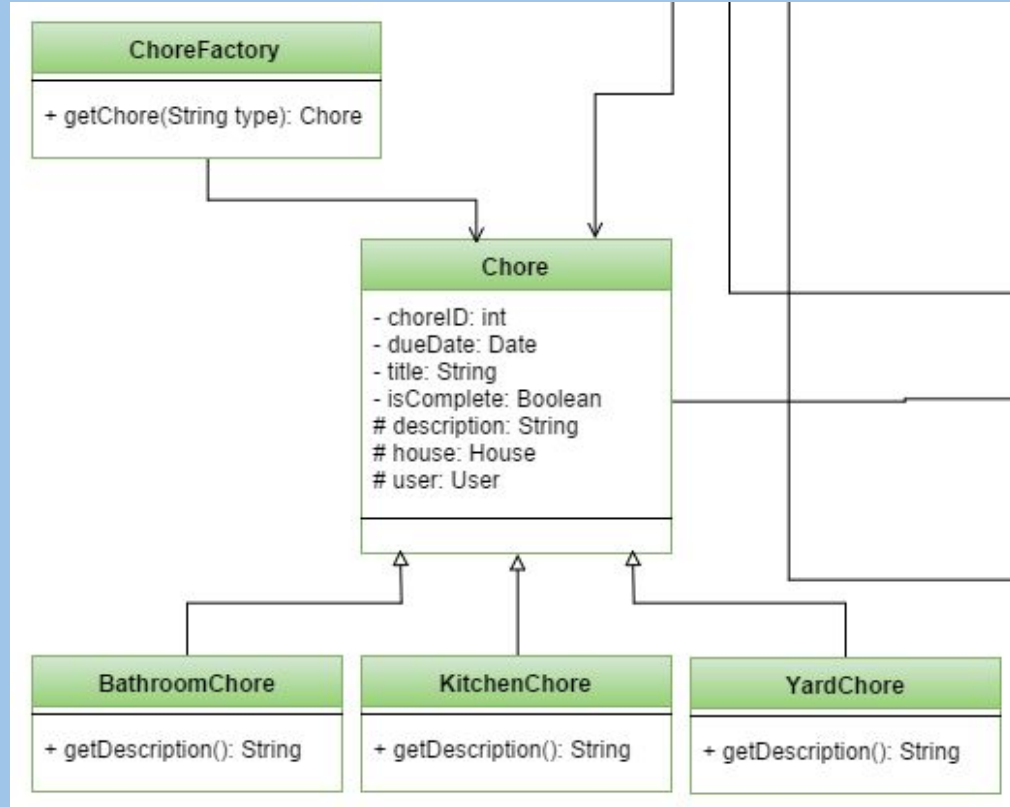 ChoreFactory
+ getChore(String type): Chore
Chore
- choreID: int
- dueDate: Date
- title: String
- isComplete: Boolean
# description: String
# house: House
# user: User
BathroomChore
+ getDescription(): String
KitchenChore
+ getDescription(): String
YardChore
+ getDescription(): String